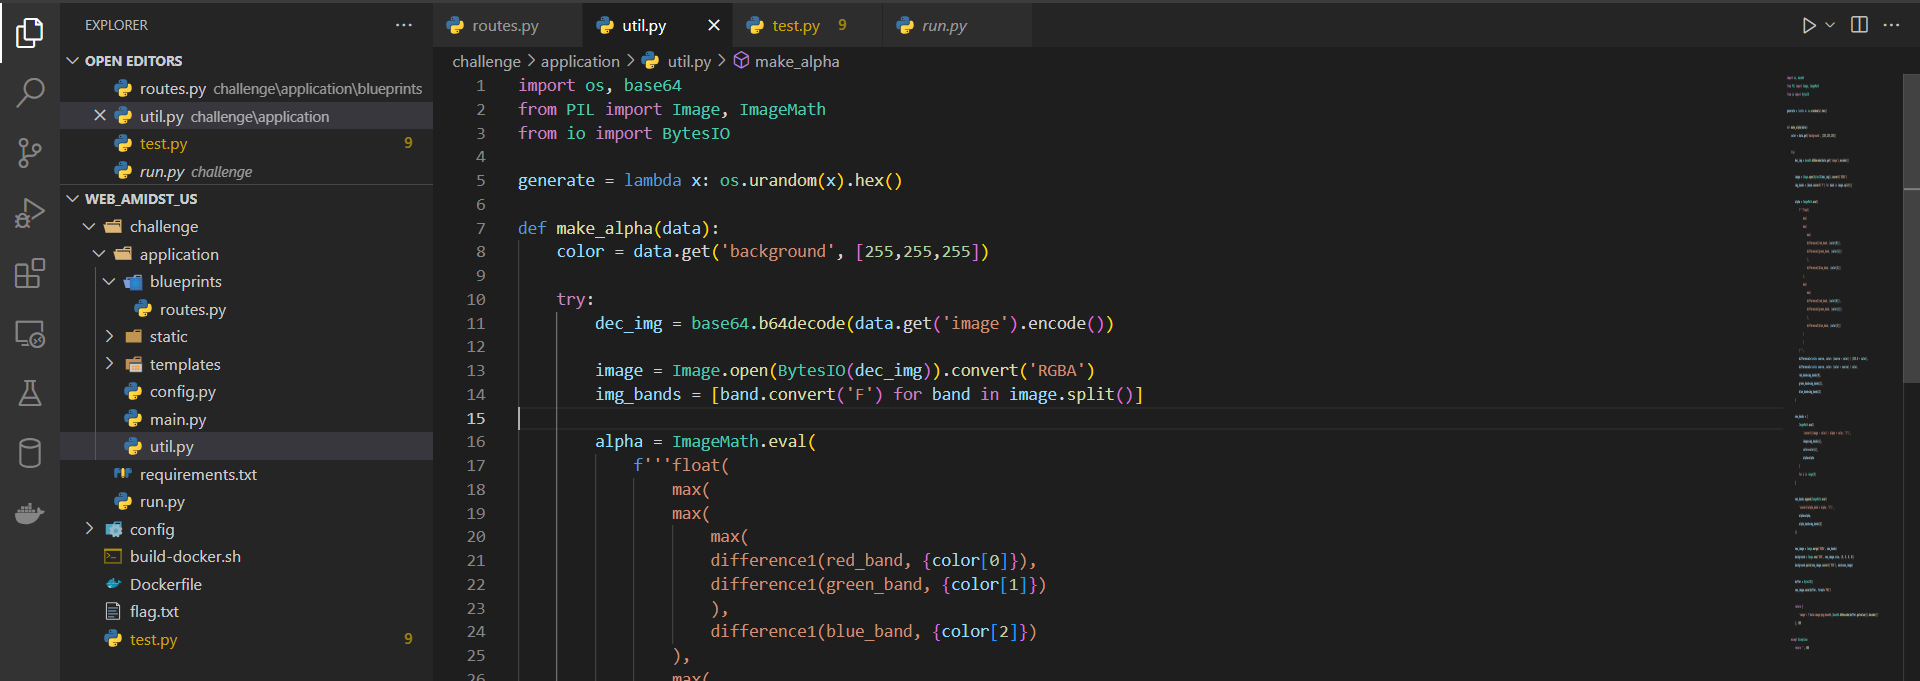 EXPLORER
OPEN EDITORS
routes.py challenge\application\blueprints
util.py challenge\application
test.py 9
run.py challenge
WEB_AMIDST_US
challenge
application
blueprints
routes.py
static
templates
config.py
main.py
util.py
requirements.txt
run.py
config
build-docker.sh
Dockerfile
flag.txt
test.py 9
routes.py util.py test.py 9 run.py
challenge > application > util.py > make_alpha
1 import os, base64
2 from PIL import Image, ImageMath
3 from io import BytesIO
4
5 generate = lambda x: os.urandom(x).hex()
6
7 def make_alpha(data):
8 color = data.get('background', [255,255,255])
9
10 try:
11 dec_img = base64.b64decode(data.get('image').encode())
12
13 image = Image.open(BytesIO(dec_img)).convert('RGBA')
14 img_bands = [band.convert('F') for band in image.split()]
15
16 alpha = ImageMath.eval(
17 f'''float(
18 max(
19 max(
20 max(
21 difference1(red_band, {color[0]}),
22 difference1(green_band, {color[1]})
23 ),
24 difference1(blue_band, {color[2]})
25 ),
26 max(